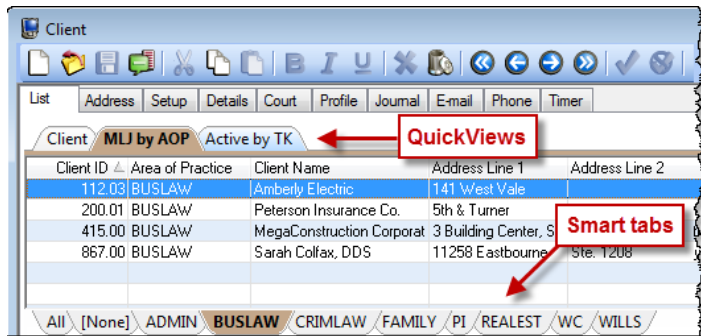 Client
B I U
List Address Setup Details Court Profile Journal E-mail Phone Timer
Client MLJ by AOP Active by TK QuickViews
Client ID Area of Practice Client Name Address Line 1 Address Line 2
112.03 BUSLAW Amberly Electric 141 West Vale
200.01 BUSLAW Peterson Insurance Co. 5th & Turner
415.00 BUSLAW MegaConstruction Corporat 3 Building Center, S
Smart tabs
867.00 BUSLAW Sarah Colfax, DDS 11258 Eastbourne Ste. 1208
All [None] ADMIN BUSLAW CRIMLAW FAMILY PI REALEST WC WILLS